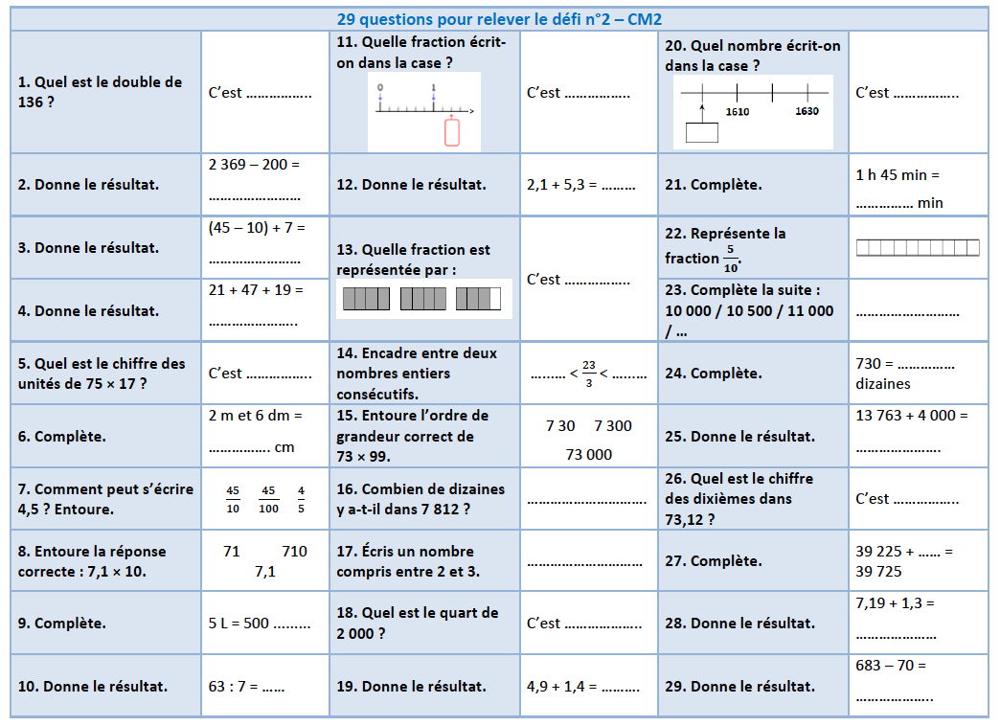 29 questions pour relever le défi n°2 – CM2
1. Quel est le double de
136 ?
C’est ……………..
11. Quelle fraction écrit-
on dans la case ?
0 1
C’est ……………..
20. Quel nombre écrit-on
dans la case ?
1610 1630
C’est ……………..
2. Donne le résultat.
2 369 – 200 =
……………………
12. Donne le résultat.
2,1 + 5,3 = ………
21. Complète.
1 h 45 min =
…………… min
3. Donne le résultat.
(45 – 10) + 7 =
……………………
13. Quelle fraction est
représentée par :
C’est ……………..
22. Représente la
fraction 5/10.
4. Donne le résultat.
21 + 47 + 19 =
…………………..
23. Complète la suite :
10 000 / 10 500 / 11 000
/ …
………………………
5. Quel est le chiffre des
unités de 75 × 17 ?
C’est ……………..
14. Encadre entre deux
nombres entiers
consécutifs.
……… < 23/3 < ………
24. Complète.
730 = ……………
dizaines
6. Complète.
2 m et 6 dm =
……………. cm
15. Entoure l’ordre de
grandeur correct de
73 × 99.
7 30 7 300
73 000
25. Donne le résultat.
13 763 + 4 000 =
………………….
7. Comment peut s’écrire
4,5 ? Entoure.
45/10 45/100 4/5
16. Combien de dizaines
y a-t-il dans 7 812 ?
………………………….
26. Quel est le chiffre
des dixièmes dans
73,12 ?
C’est ……………..
8. Entoure la réponse
correcte : 7,1 × 10.
71 710
7,1
17. Écris un nombre
compris entre 2 et 3.
…………………………
27. Complète.
39 225 + …… =
39 725
9. Complète.
5 L = 500 ………
18. Quel est le quart de
2 000 ?
C’est ………………..
28. Donne le résultat.
7,19 + 1,3 =
…………………
10. Donne le résultat.
63 : 7 = ……
19. Donne le résultat.
4,9 + 1,4 = ……….
29. Donne le résultat.
683 – 70 =
………………..